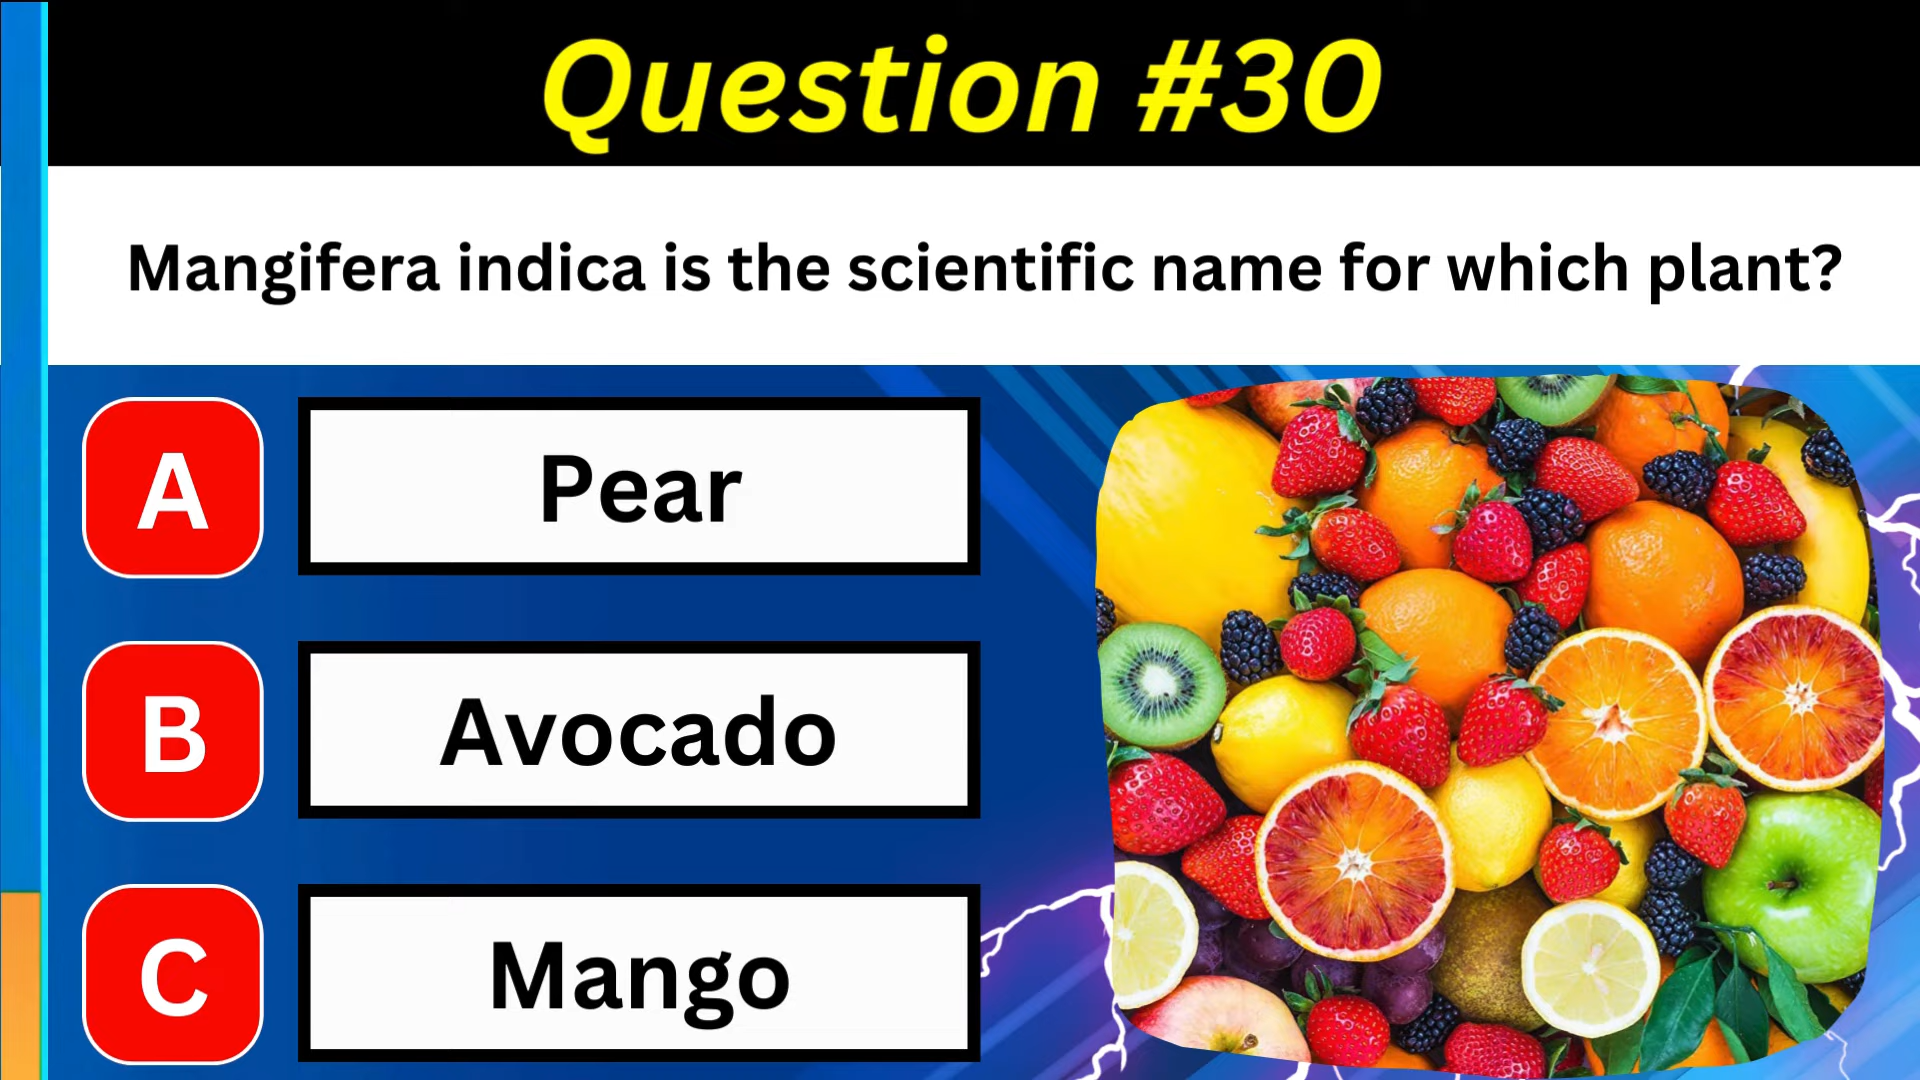 Question #30
Mangifera indica is the scientific name for which plant?
A
Pear
B
Avocado
C
Mango